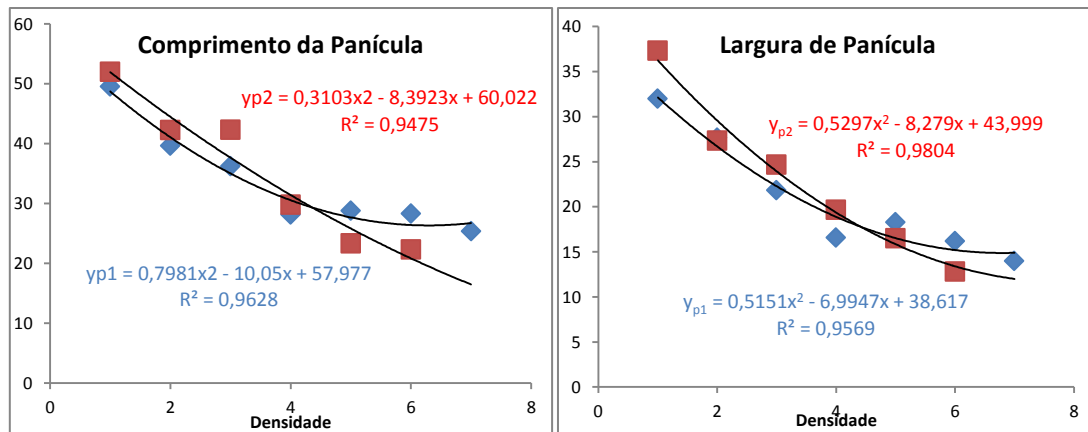 Comprimento da Panícula
60
50
40
30
20
10
0
yp2 = 0,3103x2 - 8,3923x + 60,022
R² = 0,9475
yp1 = 0,7981x2 - 10,05x + 57,977
R² = 0,9628
0 2 4 6 8
Densidade
Largura de Panícula
40
35
30
25
20
15
10
5
0
yp2 = 0,5297x² - 8,279x + 43,999
R² = 0,9804
yp1 = 0,5151x² - 6,9947x + 38,617
R² = 0,9569
0 2 4 6 8
Densidade